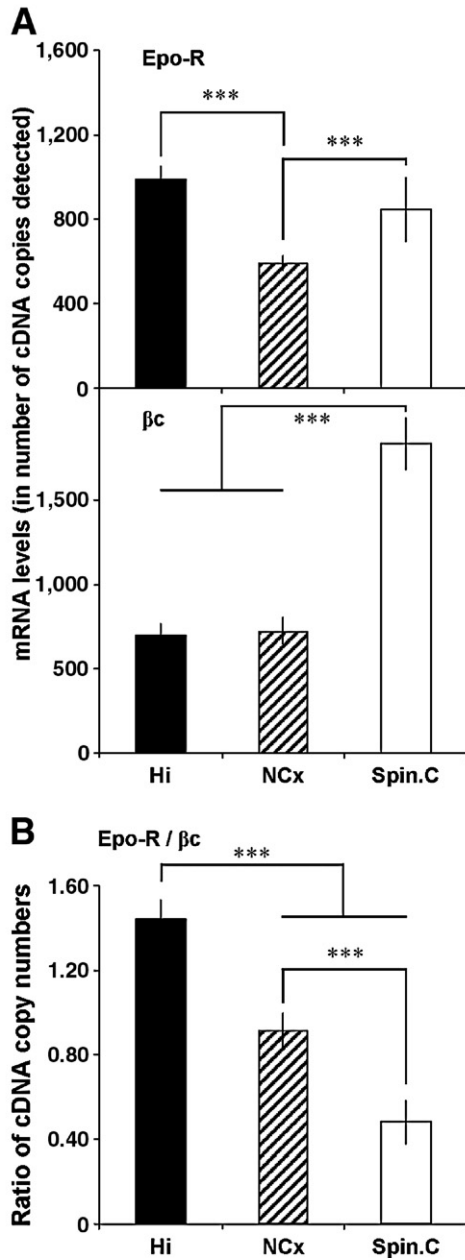 A
mRNA levels (in number of cDNA copies detected)
1,600
Epo-R
***
1,200
***
800
400
0
βc
***
1,500
1,000
500
0
Hi NCx Spin.C
B
Epo-R / βc
***
Ratio of cDNA copy numbers
1.60
1.20
***
0.80
0.40
0
Hi NCx Spin.C